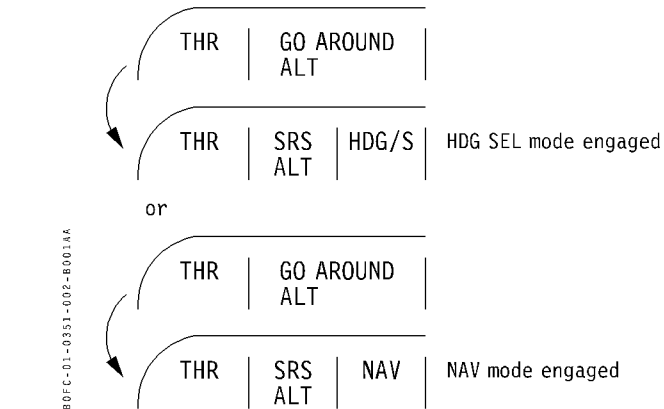 THR GO AROUND
ALT
THR SRS HDG/S HDG SEL mode engaged
ALT
or
THR GO AROUND
ALT
THR SRS NAV NAV mode engaged
ALT
B0FC-01-0351-002-B001AA